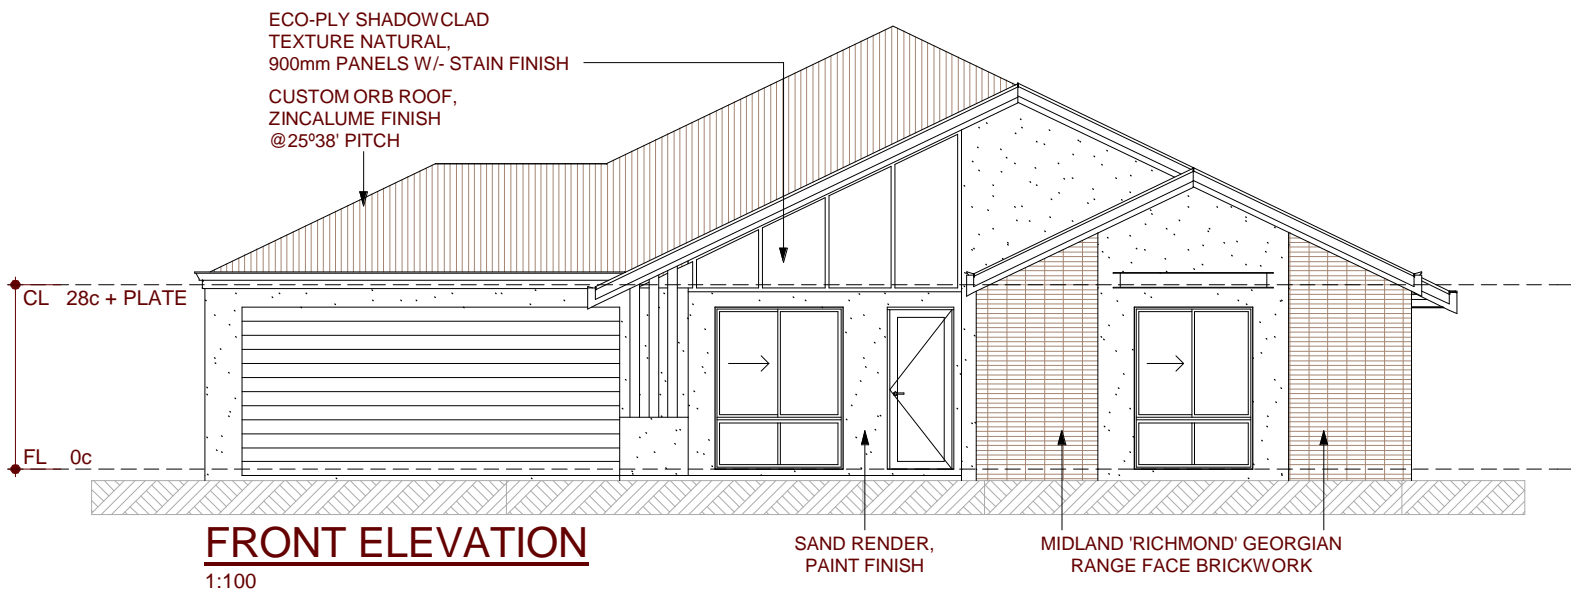 ECO-PLY SHADOWCLAD
TEXTURE NATURAL,
900mm PANELS W/- STAIN FINISH
CUSTOM ORB ROOF,
ZINCALUME FINISH
@25º38' PITCH
CL 28c + PLATE
FL 0c
FRONT ELEVATION
1:100
SAND RENDER,
PAINT FINISH
MIDLAND 'RICHMOND' GEORGIAN
RANGE FACE BRICKWORK